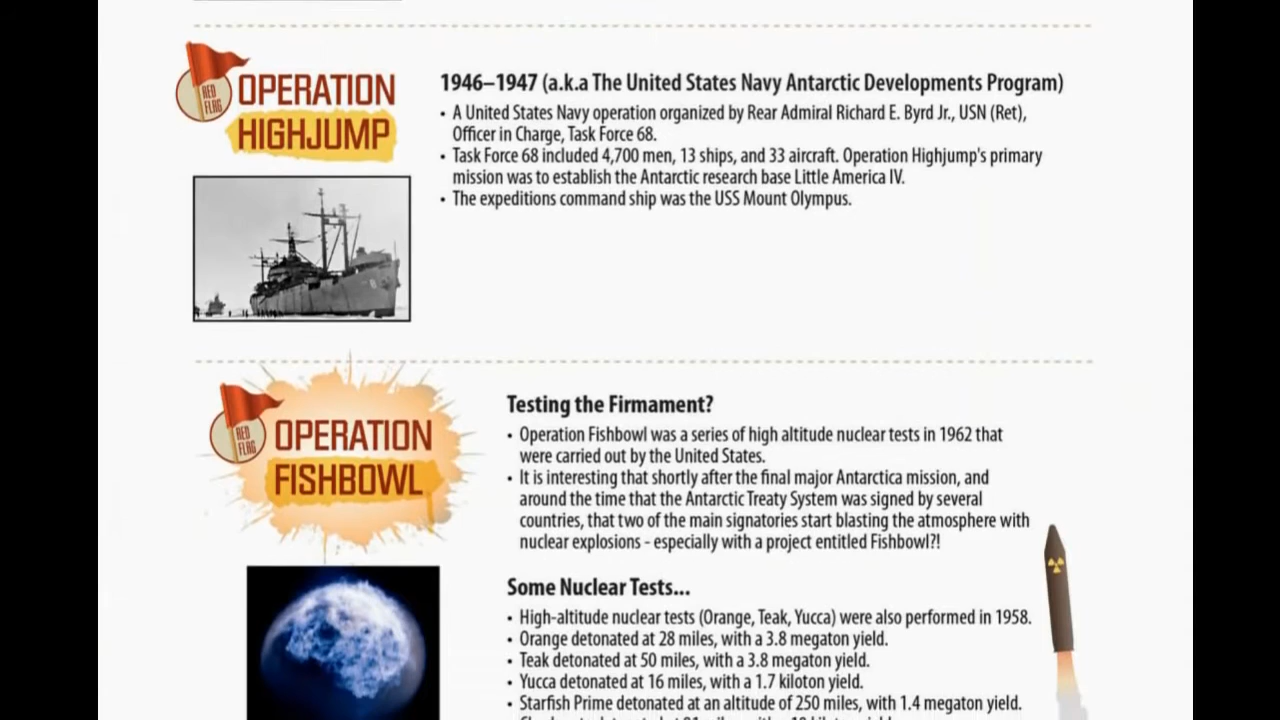 RED
FLAG
OPERATION
HIGHJUMP
1946–1947 (a.k.a The United States Navy Antarctic Developments Program)
• A United States Navy operation organized by Rear Admiral Richard E. Byrd Jr., USN (Ret),
Officer in Charge, Task Force 68.
• Task Force 68 included 4,700 men, 13 ships, and 33 aircraft. Operation Highjump's primary
mission was to establish the Antarctic research base Little America IV.
• The expeditions command ship was the USS Mount Olympus.
RED
FLAG
OPERATION
FISHBOWL
Testing the Firmament?
• Operation Fishbowl was a series of high altitude nuclear tests in 1962 that
were carried out by the United States.
• It is interesting that shortly after the final major Antarctica mission, and
around the time that the Antarctic Treaty System was signed by several
countries, that two of the main signatories start blasting the atmosphere with
nuclear explosions - especially with a project entitled Fishbowl?!
Some Nuclear Tests...
• High-altitude nuclear tests (Orange, Teak, Yucca) were also performed in 1958.
• Orange detonated at 28 miles, with a 3.8 megaton yield.
• Teak detonated at 50 miles, with a 3.8 megaton yield.
• Yucca detonated at 16 miles, with a 1.7 kiloton yield.
• Starfish Prime detonated at an altitude of 250 miles, with 1.4 megaton yield.